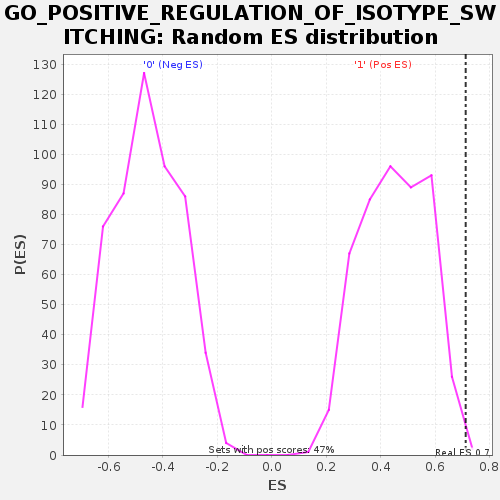 GO_POSITIVE_REGULATION_OF_ISOTYPE_SW
ITCHING: Random ES distribution
'0' (Neg ES)
'1' (Pos ES)
130
120
110
100
90
80
70
60
50
40
30
20
10
0
P(ES)
Sets with pos scores: 47%
Real ES 0.7
-0.6
-0.4
-0.2
0.0
0.2
0.4
0.6
0.8
ES